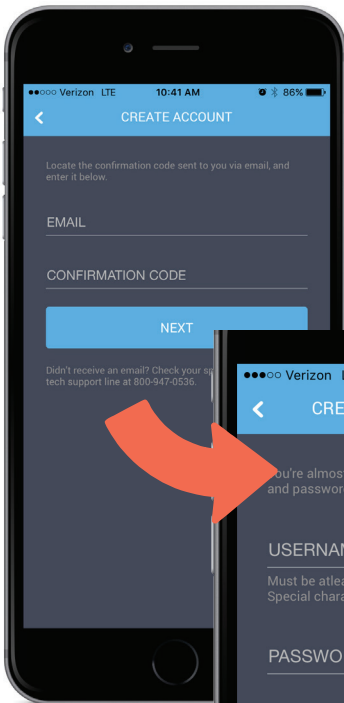 Verizon LTE 10:41 AM 86%
CREATE ACCOUNT
Locate the confirmation code sent to you via email, and
enter it below.
EMAIL
CONFIRMATION CODE
NEXT
Didn't receive an email? Check your
tech support line at 800-947-0536.
Verizon
CRE
You're almos
and passwor
USERNAM
Must be atlea
Special chara
PASSWO